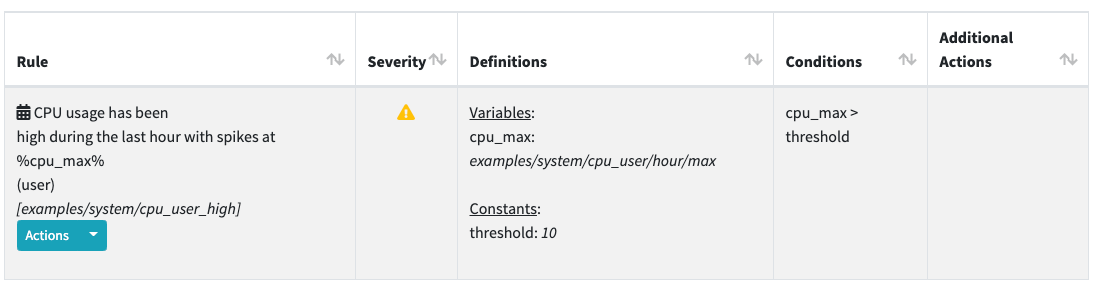 Rule
Severity
Definitions
Conditions
Additional
Actions
CPU usage has been
high during the last hour with spikes at
%cpu_max%
(user)
[examples/system/cpu_user_high]
Actions
Variables:
cpu_max:
examples/system/cpu_user/hour/max
Constants:
threshold: 10
cpu_max >
threshold